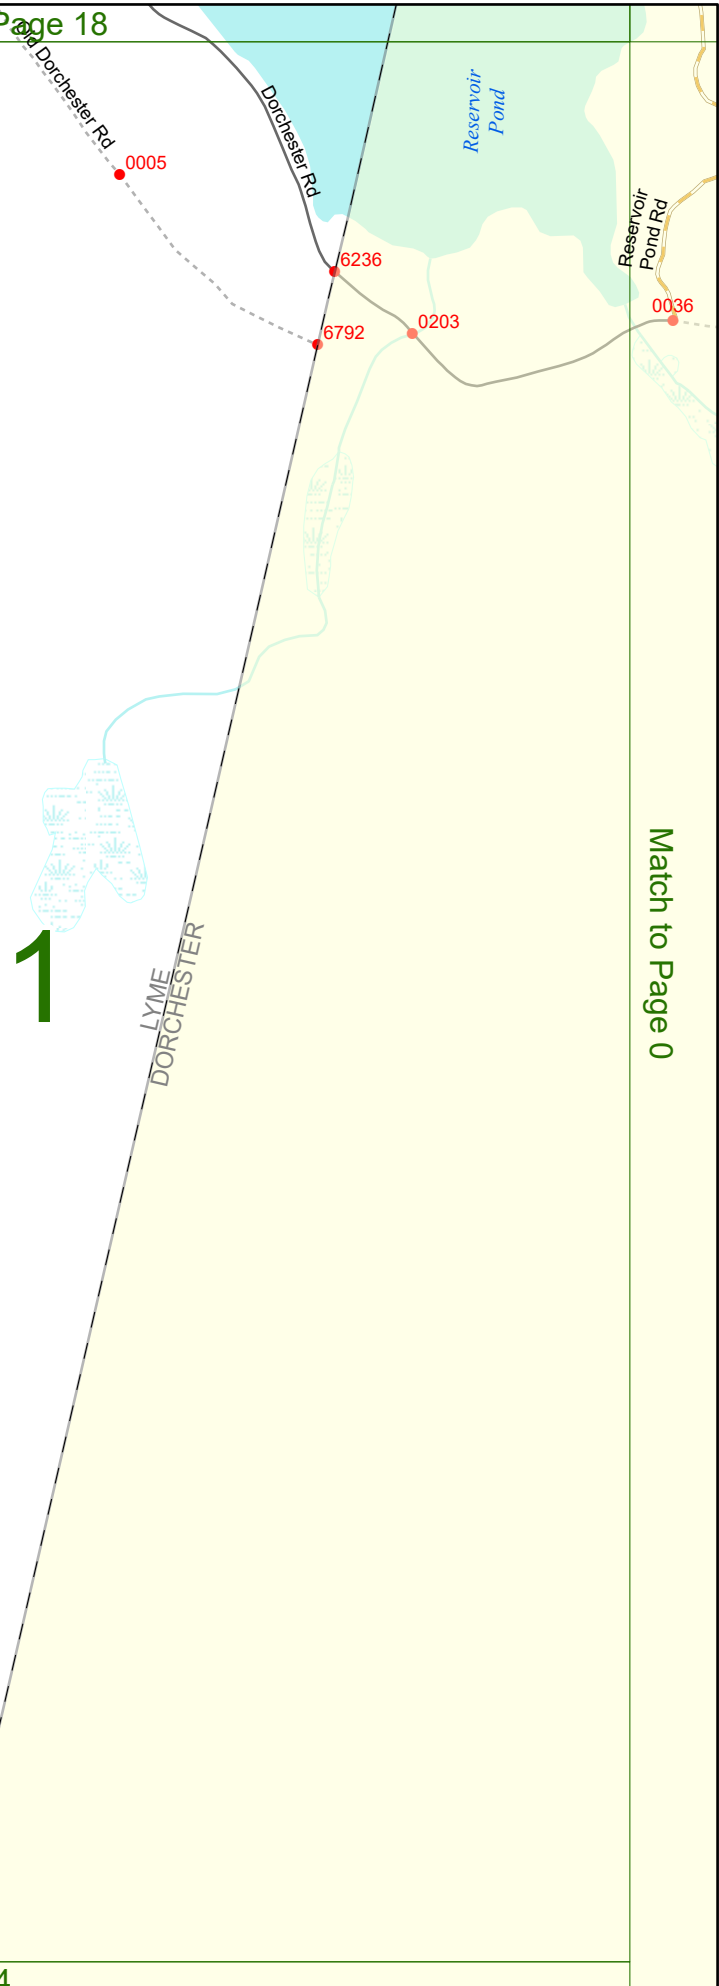 Page 18
Old Dorchester Rd
Dorchester Rd
Reservoir
Pond
0005
Reservoir
Pond Rd
6236
0036
0203
6792
Match to Page 0
1
LYME
DORCHESTER